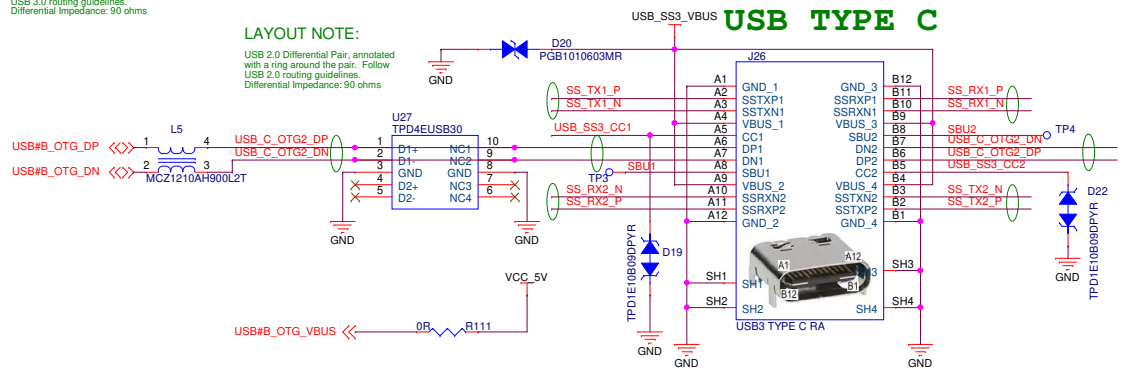 USB 3.0 routing guidelines.
Differential Impedance: 90 ohms
USB_SS3_VBUS
USB TYPE C
LAYOUT NOTE:
USB 2.0 Differential Pair, annotated
with a ring around the pair. Follow
USB 2.0 routing guidelines.
Differential Impedance: 90 ohms
D20
PGB1010603MR
GND
J26
A1 GND_1 GND_3 B12
SS_TX1_P A2 SSTXP1 SSRXP1 B11 SS_RX1_P
SS_TX1_N A3 SSTXN1 SSRXN1 B10 SS_RX1_N
A4 VBUS_1 VBUS_3 B9
USB_SS3_CC1 A5 CC1 SBU2 B8 SBU2 TP4
A6 DP1 DN2 B7 USB_C_OTG2_DN
A7 DN1 DP2 B6 USB_C_OTG2_DP
TP3 SBU1 A8 SBU1 CC2 B5 USB_SS3_CC2
A9 VBUS_2 VBUS_4 B4
SS_RX2_N A10 SSRXN2 SSTXN2 B3 SS_TX2_N
SS_RX2_P A11 SSRXP2 SSTXP2 B2 SS_TX2_P
A12 GND_2 GND_4 B1
U27
TPD4EUSB30
L5
USB#B_OTG_DP 1 4 USB_C_OTG2_DP 1 D1+ NC1 10
USB#B_OTG_DN 2 3 USB_C_OTG2_DN 2 D1- NC2 9
MCZ1210AH900L2T
3 GND GND 8
4 D2+ NC3 7
5 D2- NC4 6
GND
GND
D19
TPD1E10B09DPYR
D22
TPD1E10B09DPYR
GND
A1 A12
B12 B1
SH1 SH1 SH3 SH3
SH2 SH2 SH4 SH4
USB3 TYPE C RA
VCC_5V
USB#B_OTG_VBUS 0R R111
GND
GND
GND